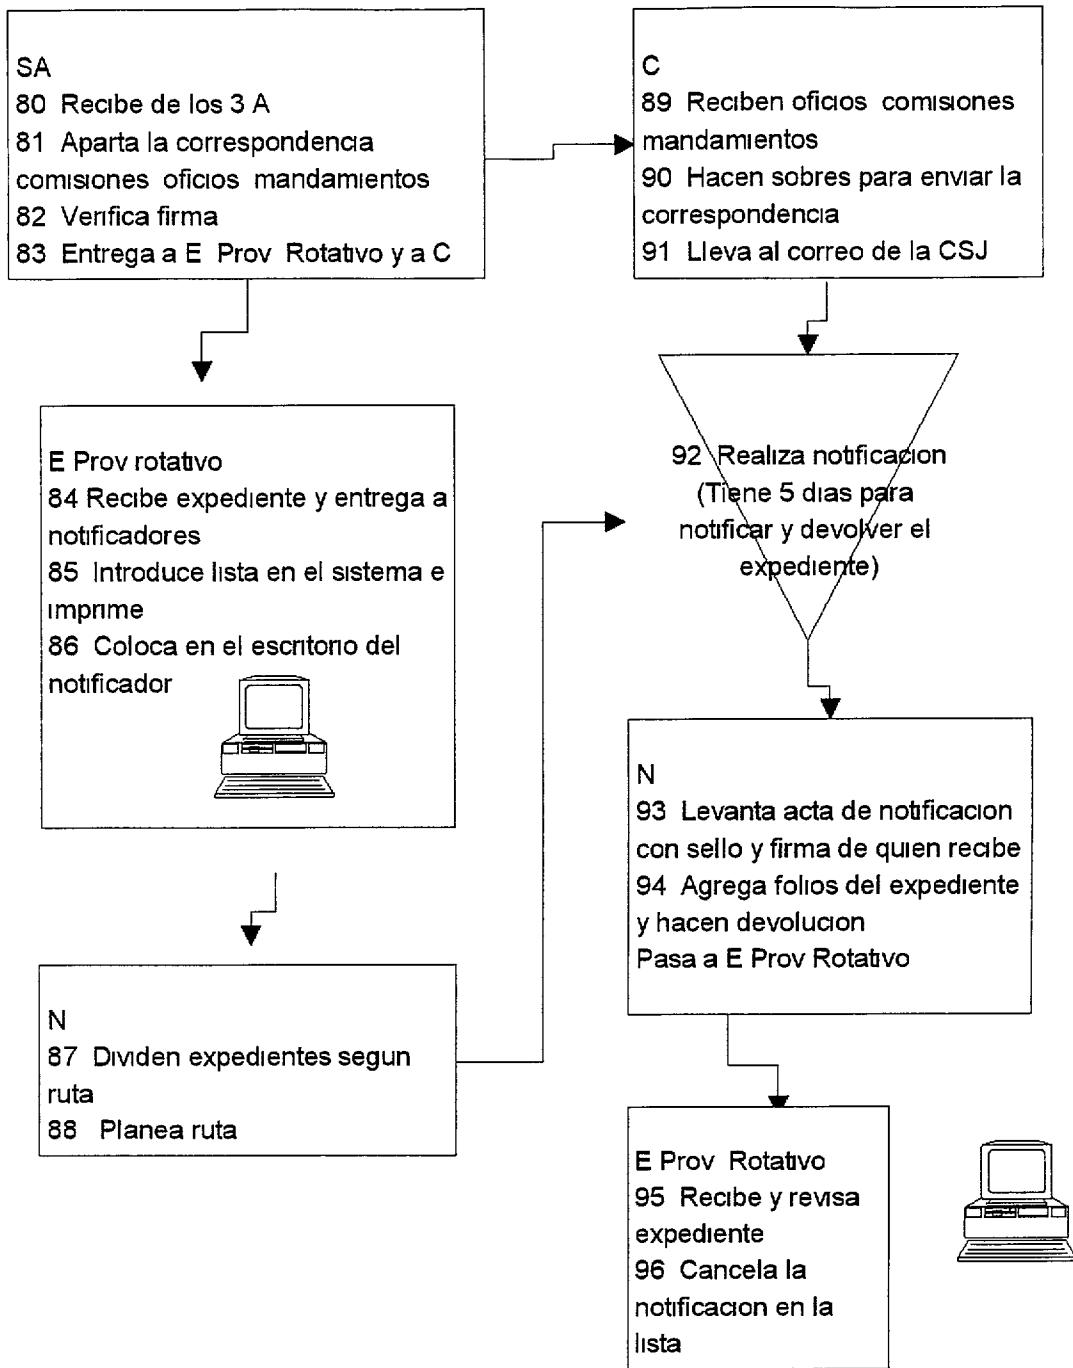 SA
80 Recibe de los 3 A
81 Aparta la correspondencia
comisiones oficios mandamientos
82 Verifica firma
83 Entrega a E Prov Rotativo y a C
E Prov rotativo
84 Recibe expediente y entrega a
notificadores
85 Introduce lista en el sistema e
imprime
86 Coloca en el escritorio del
notificador
N
87 Dividen expedientes segun
ruta
88 Planea ruta
C
89 Reciben oficios comisiones
mandamientos
90 Hacen sobres para enviar la
correspondencia
91 Lleva al correo de la CSJ
92 Realiza notificacion
(Tiene 5 dias para
notificar y devolver el
expediente)
N
93 Levanta acta de notificacion
con sello y firma de quien recibe
94 Agrega folios del expediente
y hacen devolucion
Pasa a E Prov Rotativo
E Prov Rotativo
95 Recibe y revisa
expediente
96 Cancela la
notificacion en la
lista